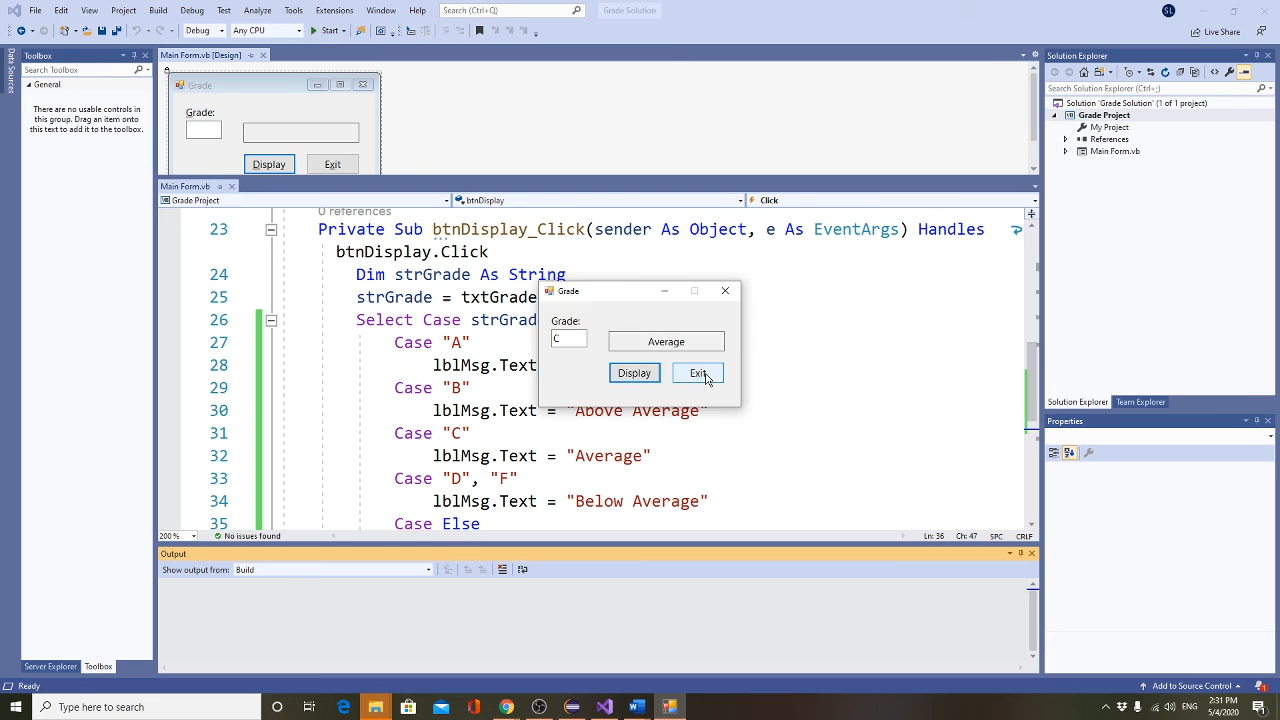 File Edit View Project Build Debug Test Analyze Tools Extensions Window Help Search (Ctrl+Q) Grade Solution SL
Debug Any CPU Start Live Share
Data Sources
Toolbox
Search Toolbox
General
There are no usable controls in
this group. Drag an item onto
this text to add it to the toolbox.
Server Explorer Toolbox
Main Form.vb [Design]
Grade
Grade:
Display Exit
Main Form.vb
Grade Project btnDisplay Click
0 references
23 Private Sub btnDisplay_Click(sender As Object, e As EventArgs) Handles
btnDisplay.Click
24 Dim strGrade As String
25 strGrade = txtGrade
26 Select Case strGrad
27 Case "A"
28 lblMsg.Text
29 Case "B"
30 lblMsg.Text = "Above Average"
31 Case "C"
32 lblMsg.Text = "Average"
33 Case "D", "F"
34 lblMsg.Text = "Below Average"
35 Case Else
Grade
Grade:
C
Average
Display Exit
200 % No issues found Ln: 36 Ch: 47 SPC CRLF
Output
Show output from: Build
Solution Explorer
Search Solution Explorer (Ctrl+;)
Solution 'Grade Solution' (1 of 1 project)
Grade Project
My Project
References
Main Form.vb
Solution Explorer Team Explorer
Properties
Ready Add to Source Control 1
Type here to search
2:31 PM
5/4/2020